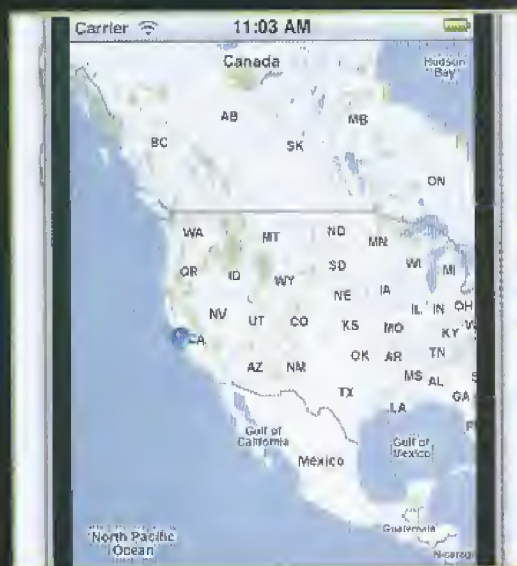 Carrier 11:03 AM
Canada
Hudson
Bay
AB
MB
BC
SK
ON
WA
MT
ND
MN
OR
ID
WY
SD
WI
MI
NE
IA
NV
UT
CO
IL
IN
OH
KS
MO
KY
CA
AZ
NM
OK
AR
TN
MS
AL
TX
GA
LA
Gulf of
California
Gulf of
Mexico
Mexico
Guatemala
North Pacific
Ocean